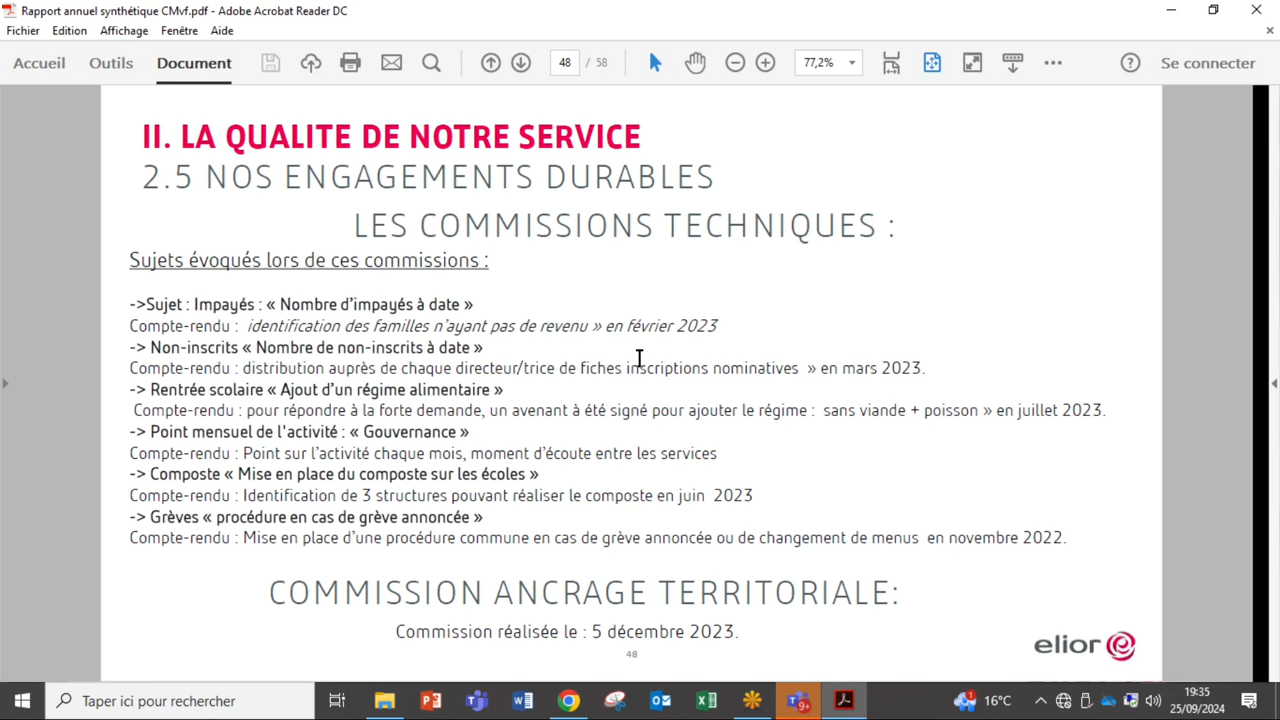 Rapport annuel synthétique CMvf.pdf - Adobe Acrobat Reader DC
Fichier Edition Affichage Fenêtre Aide
Accueil Outils Document 48 / 58 77,2% Se connecter
II. LA QUALITE DE NOTRE SERVICE
2.5 NOS ENGAGEMENTS DURABLES
LES COMMISSIONS TECHNIQUES :
Sujets évoqués lors de ces commissions :
->Sujet : Impayés : « Nombre d'impayés à date »
Compte-rendu : identification des familles n'ayant pas de revenu » en février 2023
-> Non-inscrits « Nombre de non-inscrits à date »
Compte-rendu : distribution auprès de chaque directeur/trice de fiches inscriptions nominatives » en mars 2023.
-> Rentrée scolaire « Ajout d'un régime alimentaire »
Compte-rendu : pour répondre à la forte demande, un avenant à été signé pour ajouter le régime : sans viande + poisson » en juillet 2023.
-> Point mensuel de l'activité : « Gouvernance »
Compte-rendu : Point sur l'activité chaque mois, moment d'écoute entre les services
-> Composte « Mise en place du composte sur les écoles »
Compte-rendu : Identification de 3 structures pouvant réaliser le composte en juin 2023
-> Grèves « procédure en cas de grève annoncée »
Compte-rendu : Mise en place d'une procédure commune en cas de grève annoncée ou de changement de menus en novembre 2022.
COMMISSION ANCRAGE TERRITORIALE:
Commission réalisée le : 5 décembre 2023.
elior
48
Taper ici pour rechercher 9+ 1 16°C 19:35
25/09/2024